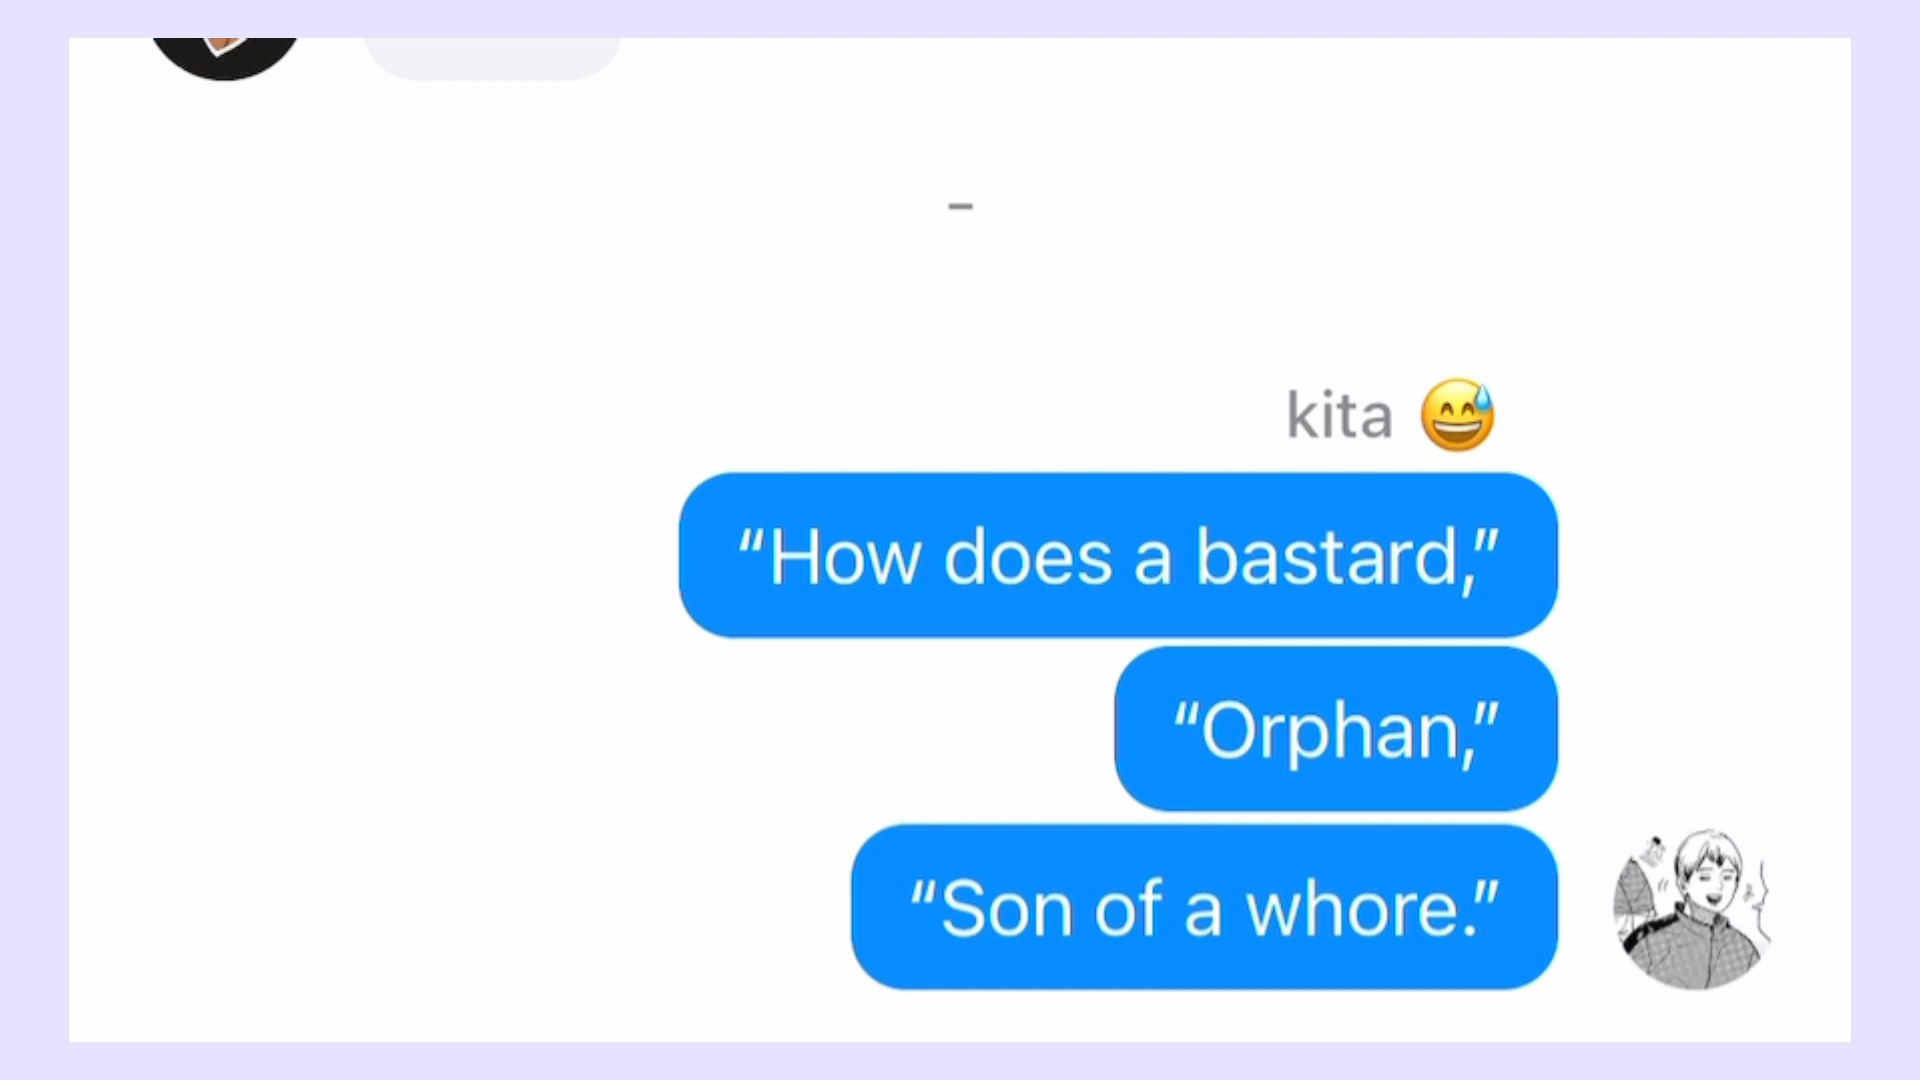 –
kita 😅
“How does a bastard,”
“Orphan,”
“Son of a whore.”